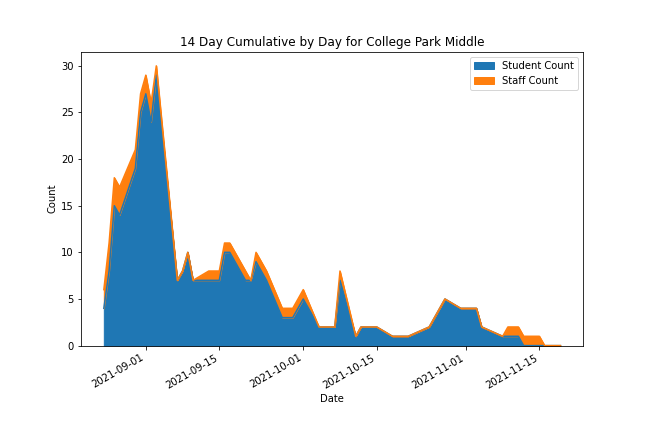 14 Day Cumulative by Day for College Park Middle
Student Count
Staff Count
Count
30
25
20
15
10
5
0
2021-09-01
2021-09-15
2021-10-01
2021-10-15
2021-11-01
2021-11-15
Date